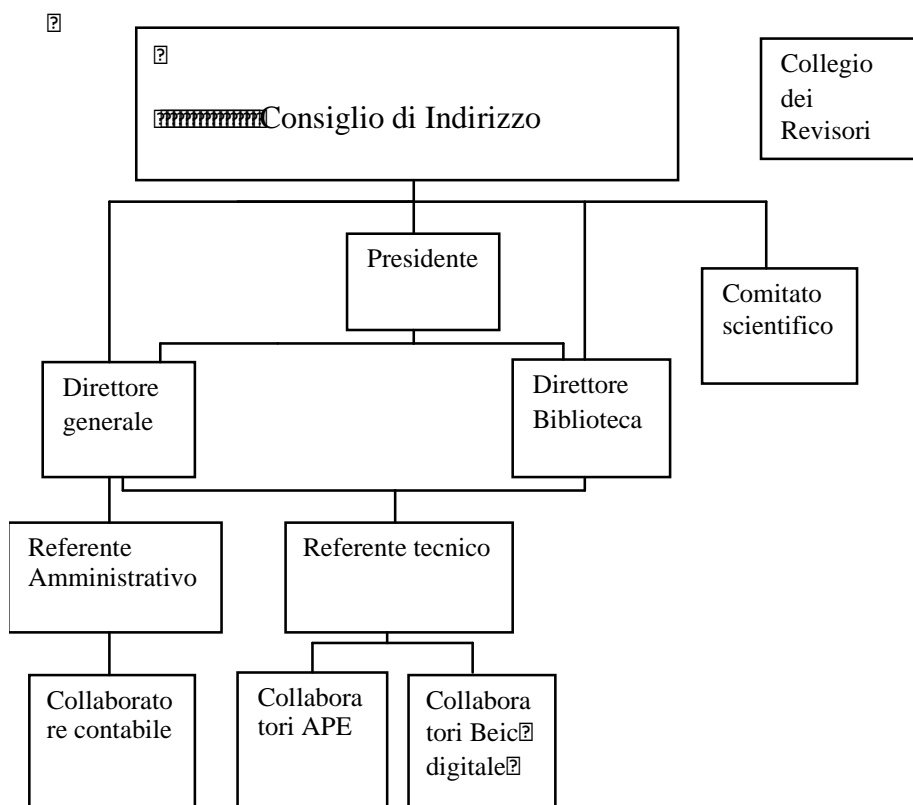 Consiglio di Indirizzo
Collegio
dei
Revisori
Presidente
Comitato
scientifico
Direttore
generale
Direttore
Biblioteca
Referente
Amministrativo
Referente tecnico
Collaborato
re contabile
Collabora
tori APE
Collabora
tori Beic
digitale